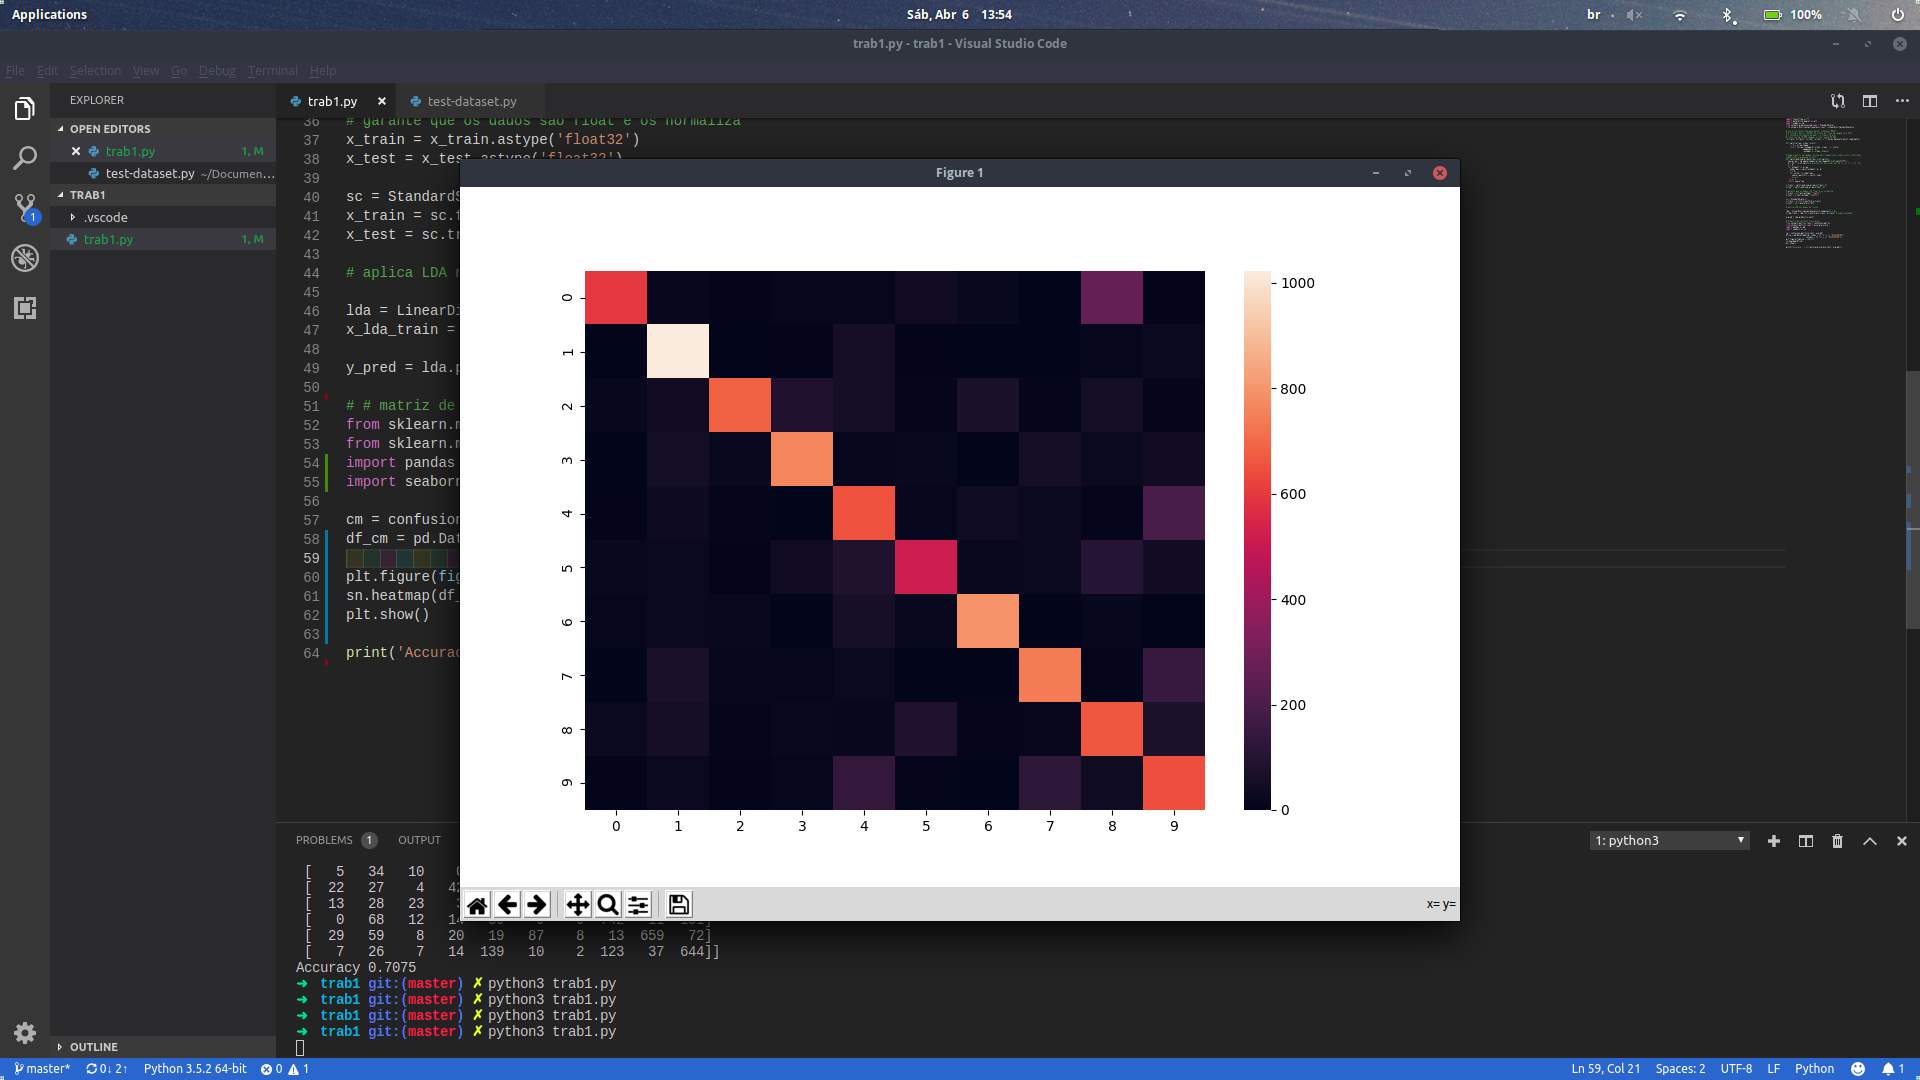 Applications
Sáb, Abr 6 13:54
br
100%
trab1.py - trab1 - Visual Studio Code
File Edit Selection View Go Debug Terminal Help
EXPLORER
OPEN EDITORS
trab1.py 1, M
test-dataset.py ~/Documen...
TRAB1
.vscode
trab1.py 1, M
OUTLINE
1
trab1.py
test-dataset.py
36 # garante que os dados são float e os normaliza
37 x_train = x_train.astype('float32')
38 x_test = x_test.astype('float32')
39
40 sc = StandardS
41 x_train = sc.
42 x_test = sc.tr
43
44 # aplica LDA
45
46 lda = LinearDi
47 x_lda_train =
48
49 y_pred = lda.p
50
51 # # matriz de
52 from sklearn.m
53 from sklearn.m
54 import pandas
55 import seaborn
56
57 cm = confusion
58 df_cm = pd.Dat
59
60 plt.figure(fig
61 sn.heatmap(df_
62 plt.show()
63
64 print('Accurac
Figure 1
0
1
2
3
4
5
6
7
8
9
0 1 2 3 4 5 6 7 8 9
1000
800
600
400
200
0
x= y=
PROBLEMS 1 OUTPUT
1: python3
[ 5 34 10
[ 22 27 4 42
[ 13 28 23
[ 0 68 12 14
[ 29 59 8 20 19 87 8 13 659 72]
[ 7 26 7 14 139 10 2 123 37 644]]
Accuracy 0.7075
➜ trab1 git:(master) ✗ python3 trab1.py
➜ trab1 git:(master) ✗ python3 trab1.py
➜ trab1 git:(master) ✗ python3 trab1.py
➜ trab1 git:(master) ✗ python3 trab1.py
master* 0↓ 2↑ Python 3.5.2 64-bit 0 1
Ln 59, Col 21 Spaces: 2 UTF-8 LF Python 1